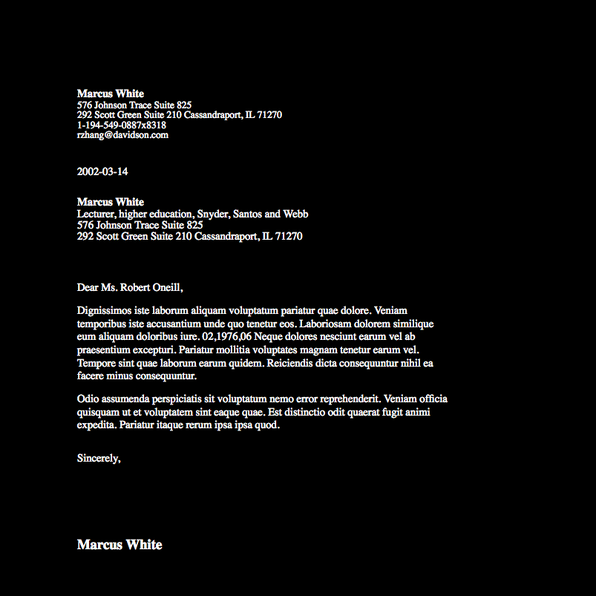 Marcus White
576 Johnson Trace Suite 825
292 Scott Green Suite 210 Cassandraport, IL 71270
1-194-549-0887x8318
rzhang@davidson.com
2002-03-14
Marcus White
Lecturer, higher education, Snyder, Santos and Webb
576 Johnson Trace Suite 825
292 Scott Green Suite 210 Cassandraport, IL 71270
Dear Ms. Robert Oneill,
Dignissimos iste laborum aliquam voluptatum pariatur quae dolore. Veniam
temporibus iste accusantium unde quo tenetur eos. Laboriosam dolorem similique
eum aliquam doloribus iure. 02,1976,06 Neque dolores nesciunt earum vel ab
praesentium excepturi. Pariatur mollitia voluptates magnam tenetur earum vel.
Tempore sint quae laborum earum quidem. Reiciendis dicta consequuntur nihil ea
facere minus consequuntur.
Odio assumenda perspiciatis sit voluptatum nemo error reprehenderit. Veniam officia
quisquam ut et voluptatem sint eaque quae. Est distinctio odit quaerat fugit animi
expedita. Pariatur itaque rerum ipsa ipsa quod.
Sincerely,
Marcus White